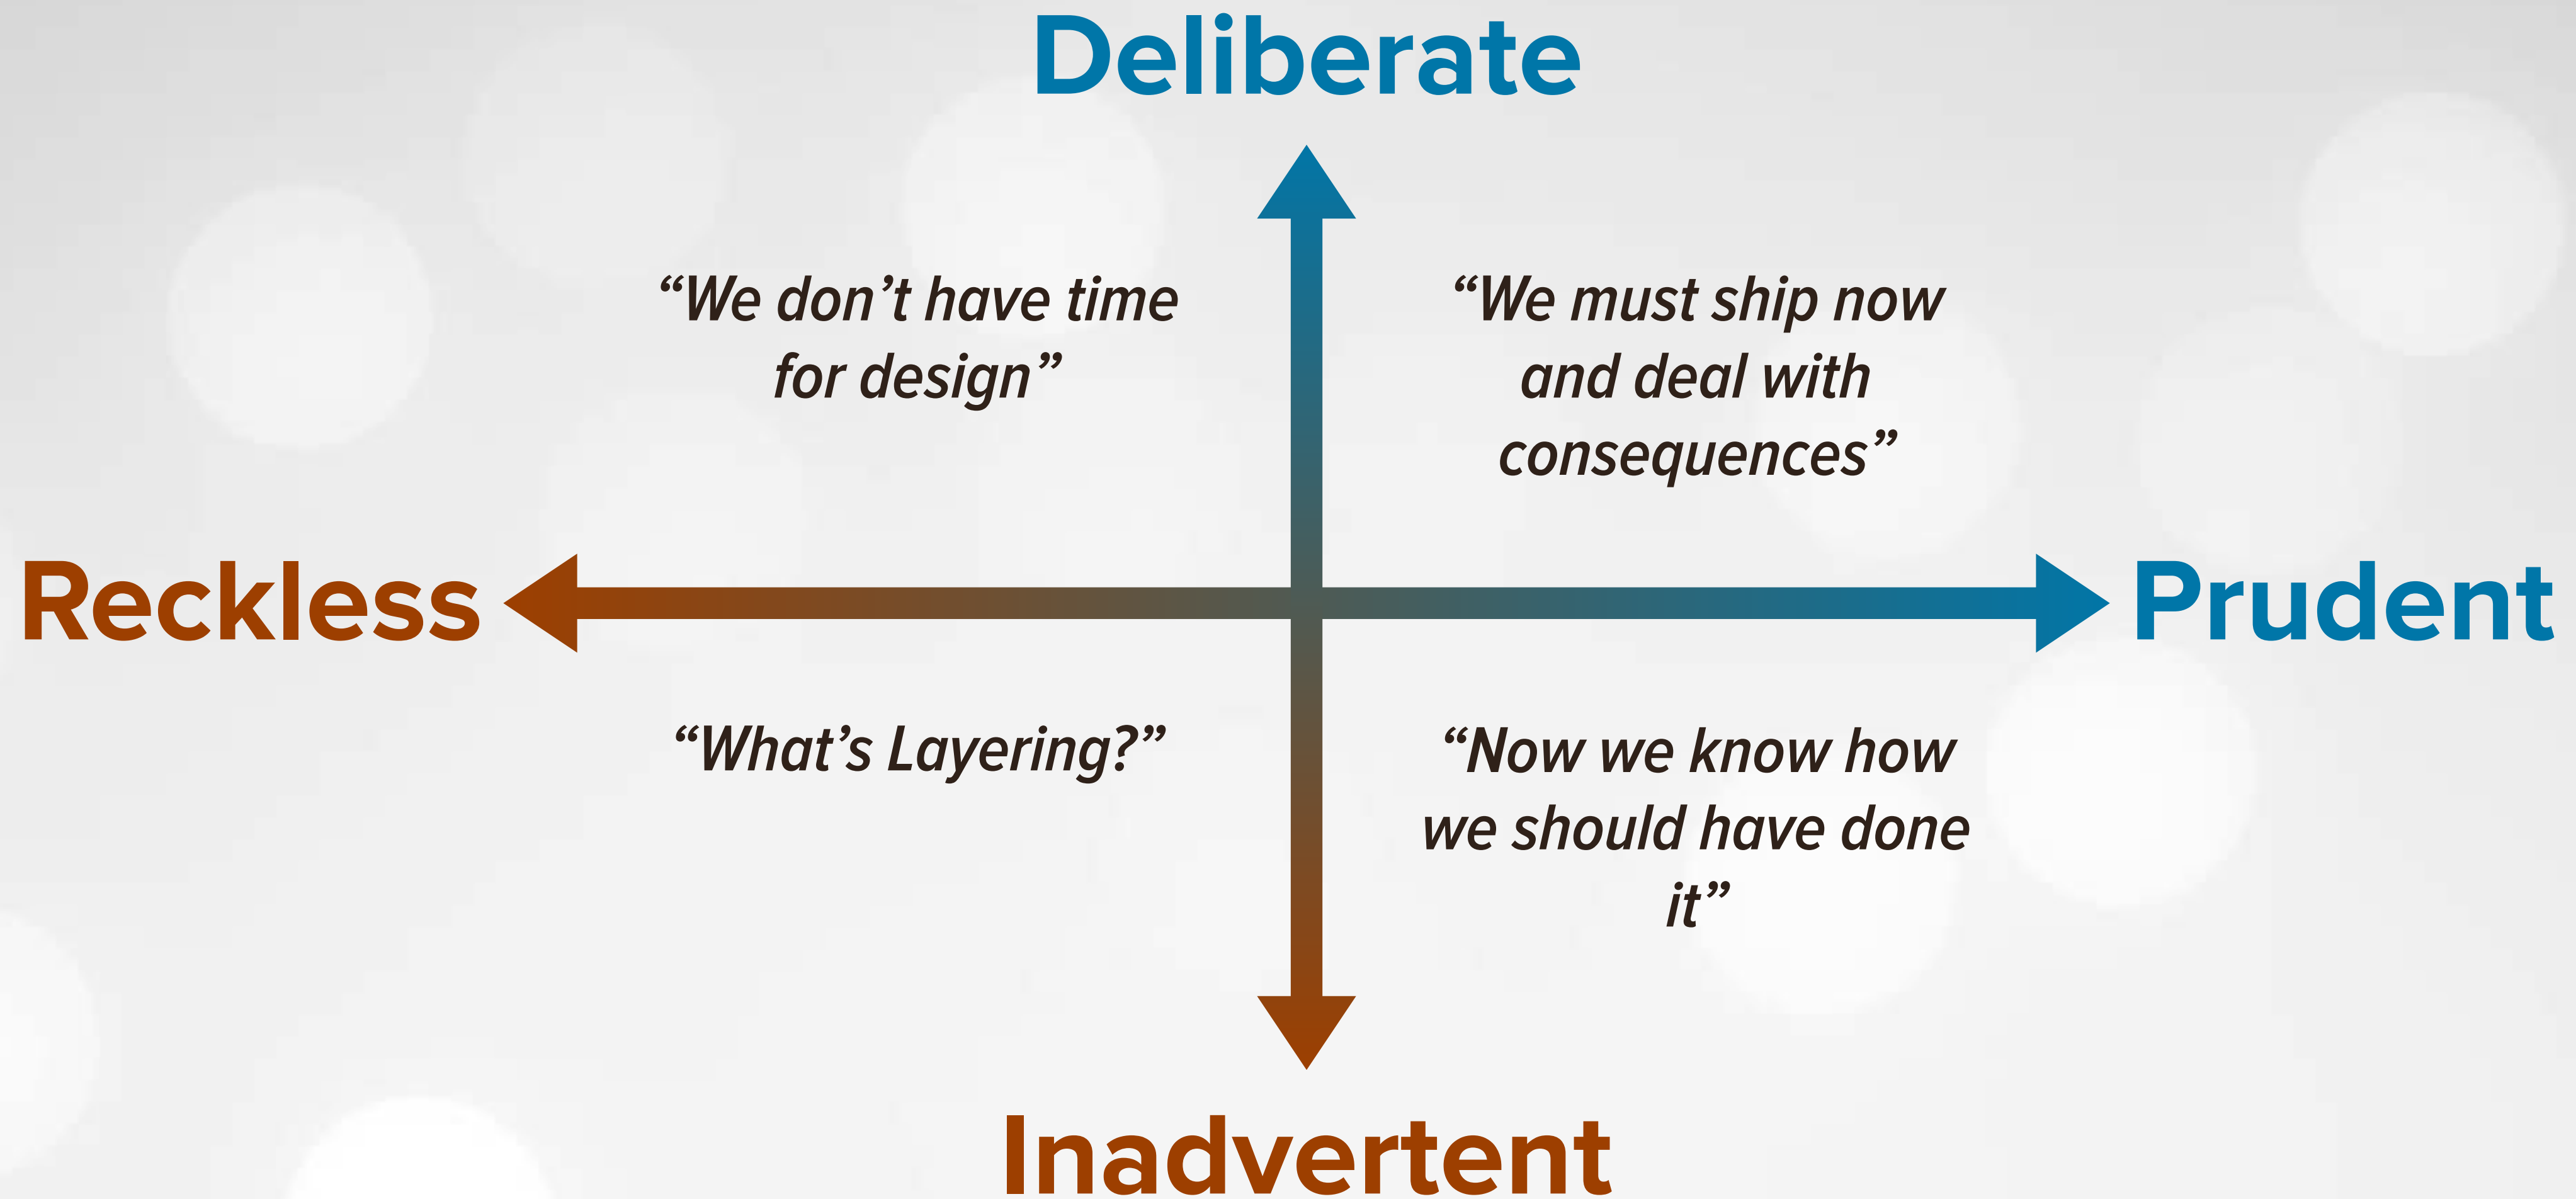 Deliberate
“We don’t have time
for design”
“We must ship now
and deal with
consequences”
Reckless
Prudent
“What’s Layering?”
“Now we know how
we should have done
it”
Inadvertent